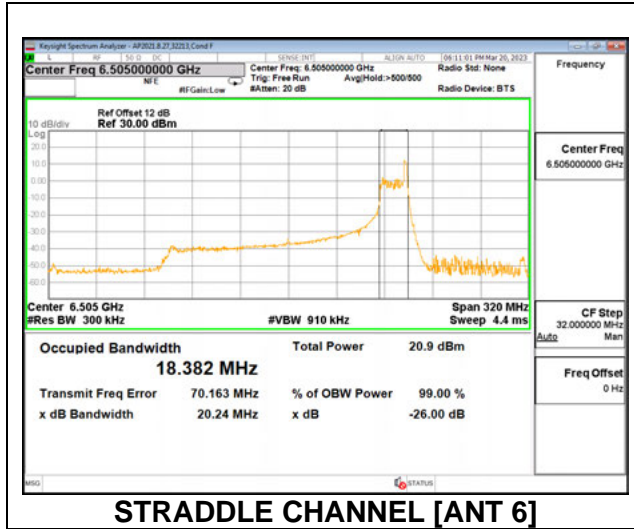 Keysight Spectrum Analyzer - AP2021.8.27,32213,Cond F
L RF 50 Ω DC SENSE:INT ALIGN AUTO 06:11:01 PM Mar 20, 2023
Center Freq 6.505000000 GHz
NFE
#IFGain:Low
Center Freq: 6.505000000 GHz
Trig: Free Run Avg|Hold:>500/500
#Atten: 20 dB
Radio Std: None
Radio Device: BTS
Frequency
Ref Offset 12 dB
10 dB/div Ref 30.00 dBm
Log
20.0
10.0
0.00
-10.0
-20.0
-30.0
-40.0
-50.0
-60.0
Center 6.505 GHz Span 320 MHz
#Res BW 300 kHz #VBW 910 kHz Sweep 4.4 ms
Center Freq
6.505000000 GHz
CF Step
32.000000 MHz
Auto Man
Freq Offset
0 Hz
Occupied Bandwidth Total Power 20.9 dBm
18.382 MHz
Transmit Freq Error 70.163 MHz % of OBW Power 99.00 %
x dB Bandwidth 20.24 MHz x dB -26.00 dB
MSG STATUS
STRADDLE CHANNEL [ANT 6]